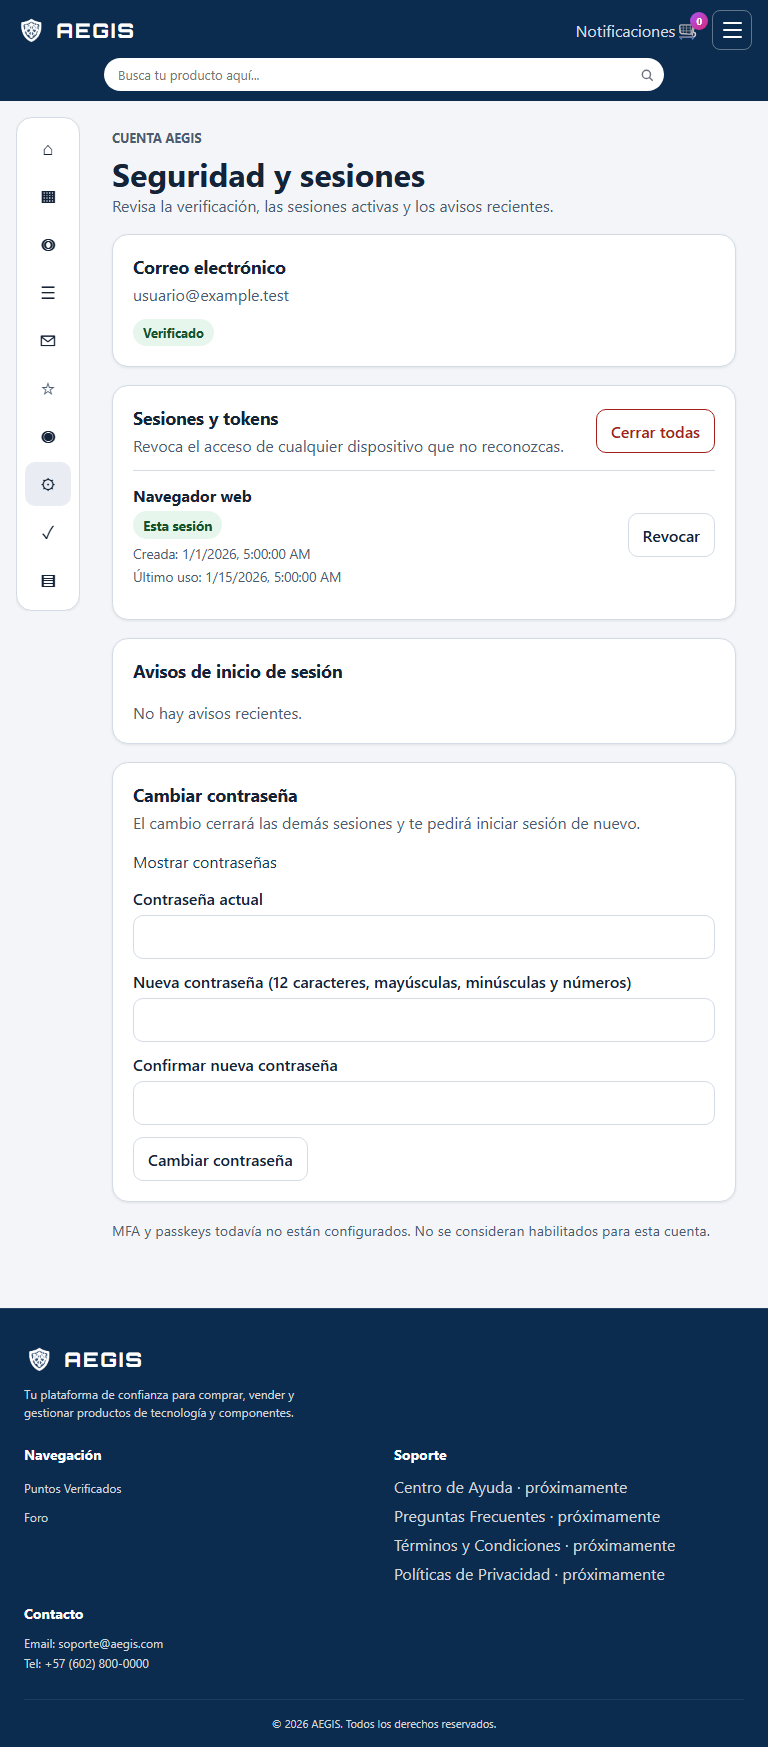 AEGIS
Notificaciones
0
Busca tu producto aquí...
CUENTA AEGIS
Seguridad y sesiones
Revisa la verificación, las sesiones activas y los avisos recientes.
Correo electrónico
usuario@example.test
Verificado
Sesiones y tokens
Revoca el acceso de cualquier dispositivo que no reconozcas.
Cerrar todas
Navegador web
Esta sesión
Creada: 1/1/2026, 5:00:00 AM
Último uso: 1/15/2026, 5:00:00 AM
Revocar
Avisos de inicio de sesión
No hay avisos recientes.
Cambiar contraseña
El cambio cerrará las demás sesiones y te pedirá iniciar sesión de nuevo.
Mostrar contraseñas
Contraseña actual
Nueva contraseña (12 caracteres, mayúsculas, minúsculas y números)
Confirmar nueva contraseña
Cambiar contraseña
MFA y passkeys todavía no están configurados. No se consideran habilitados para esta cuenta.
AEGIS
Tu plataforma de confianza para comprar, vender y
gestionar productos de tecnología y componentes.
Navegación
Puntos Verificados
Foro
Soporte
Centro de Ayuda · próximamente
Preguntas Frecuentes · próximamente
Términos y Condiciones · próximamente
Políticas de Privacidad · próximamente
Contacto
Email: soporte@aegis.com
Tel: +57 (602) 800-0000
© 2026 AEGIS. Todos los derechos reservados.